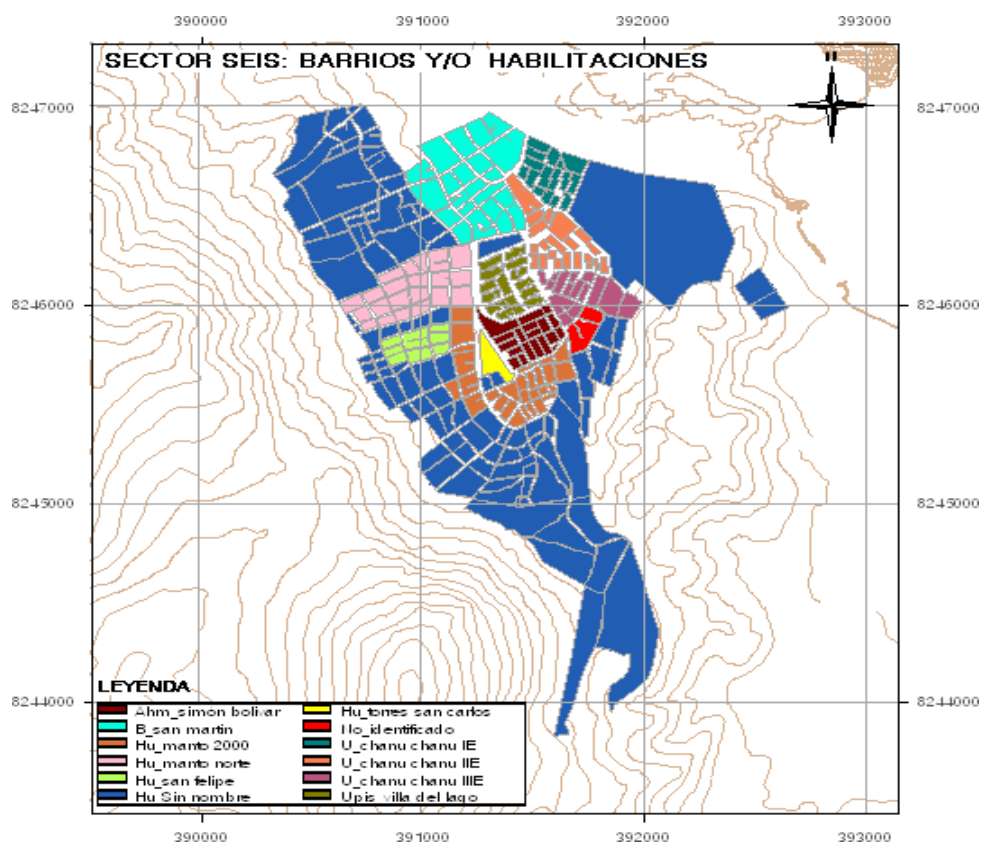 390000 391000 392000 393000
SECTOR SEIS: BARRIOS Y/O HABILITACIONES
8247000 8247000
8246000 8246000
8245000 8245000
8244000 8244000
LEYENDA
Ahm_simon bolivar
B_san martin
Hu_manto 2000
Hu_manto norte
Hu_san felipe
Hu Sin nombre
Hu_torres san carlos
No_identificado
U_chanu chanu IE
U_chanu chanu IIE
U_chanu chanu IIIE
Upis villa del lago
390000 391000 392000 393000